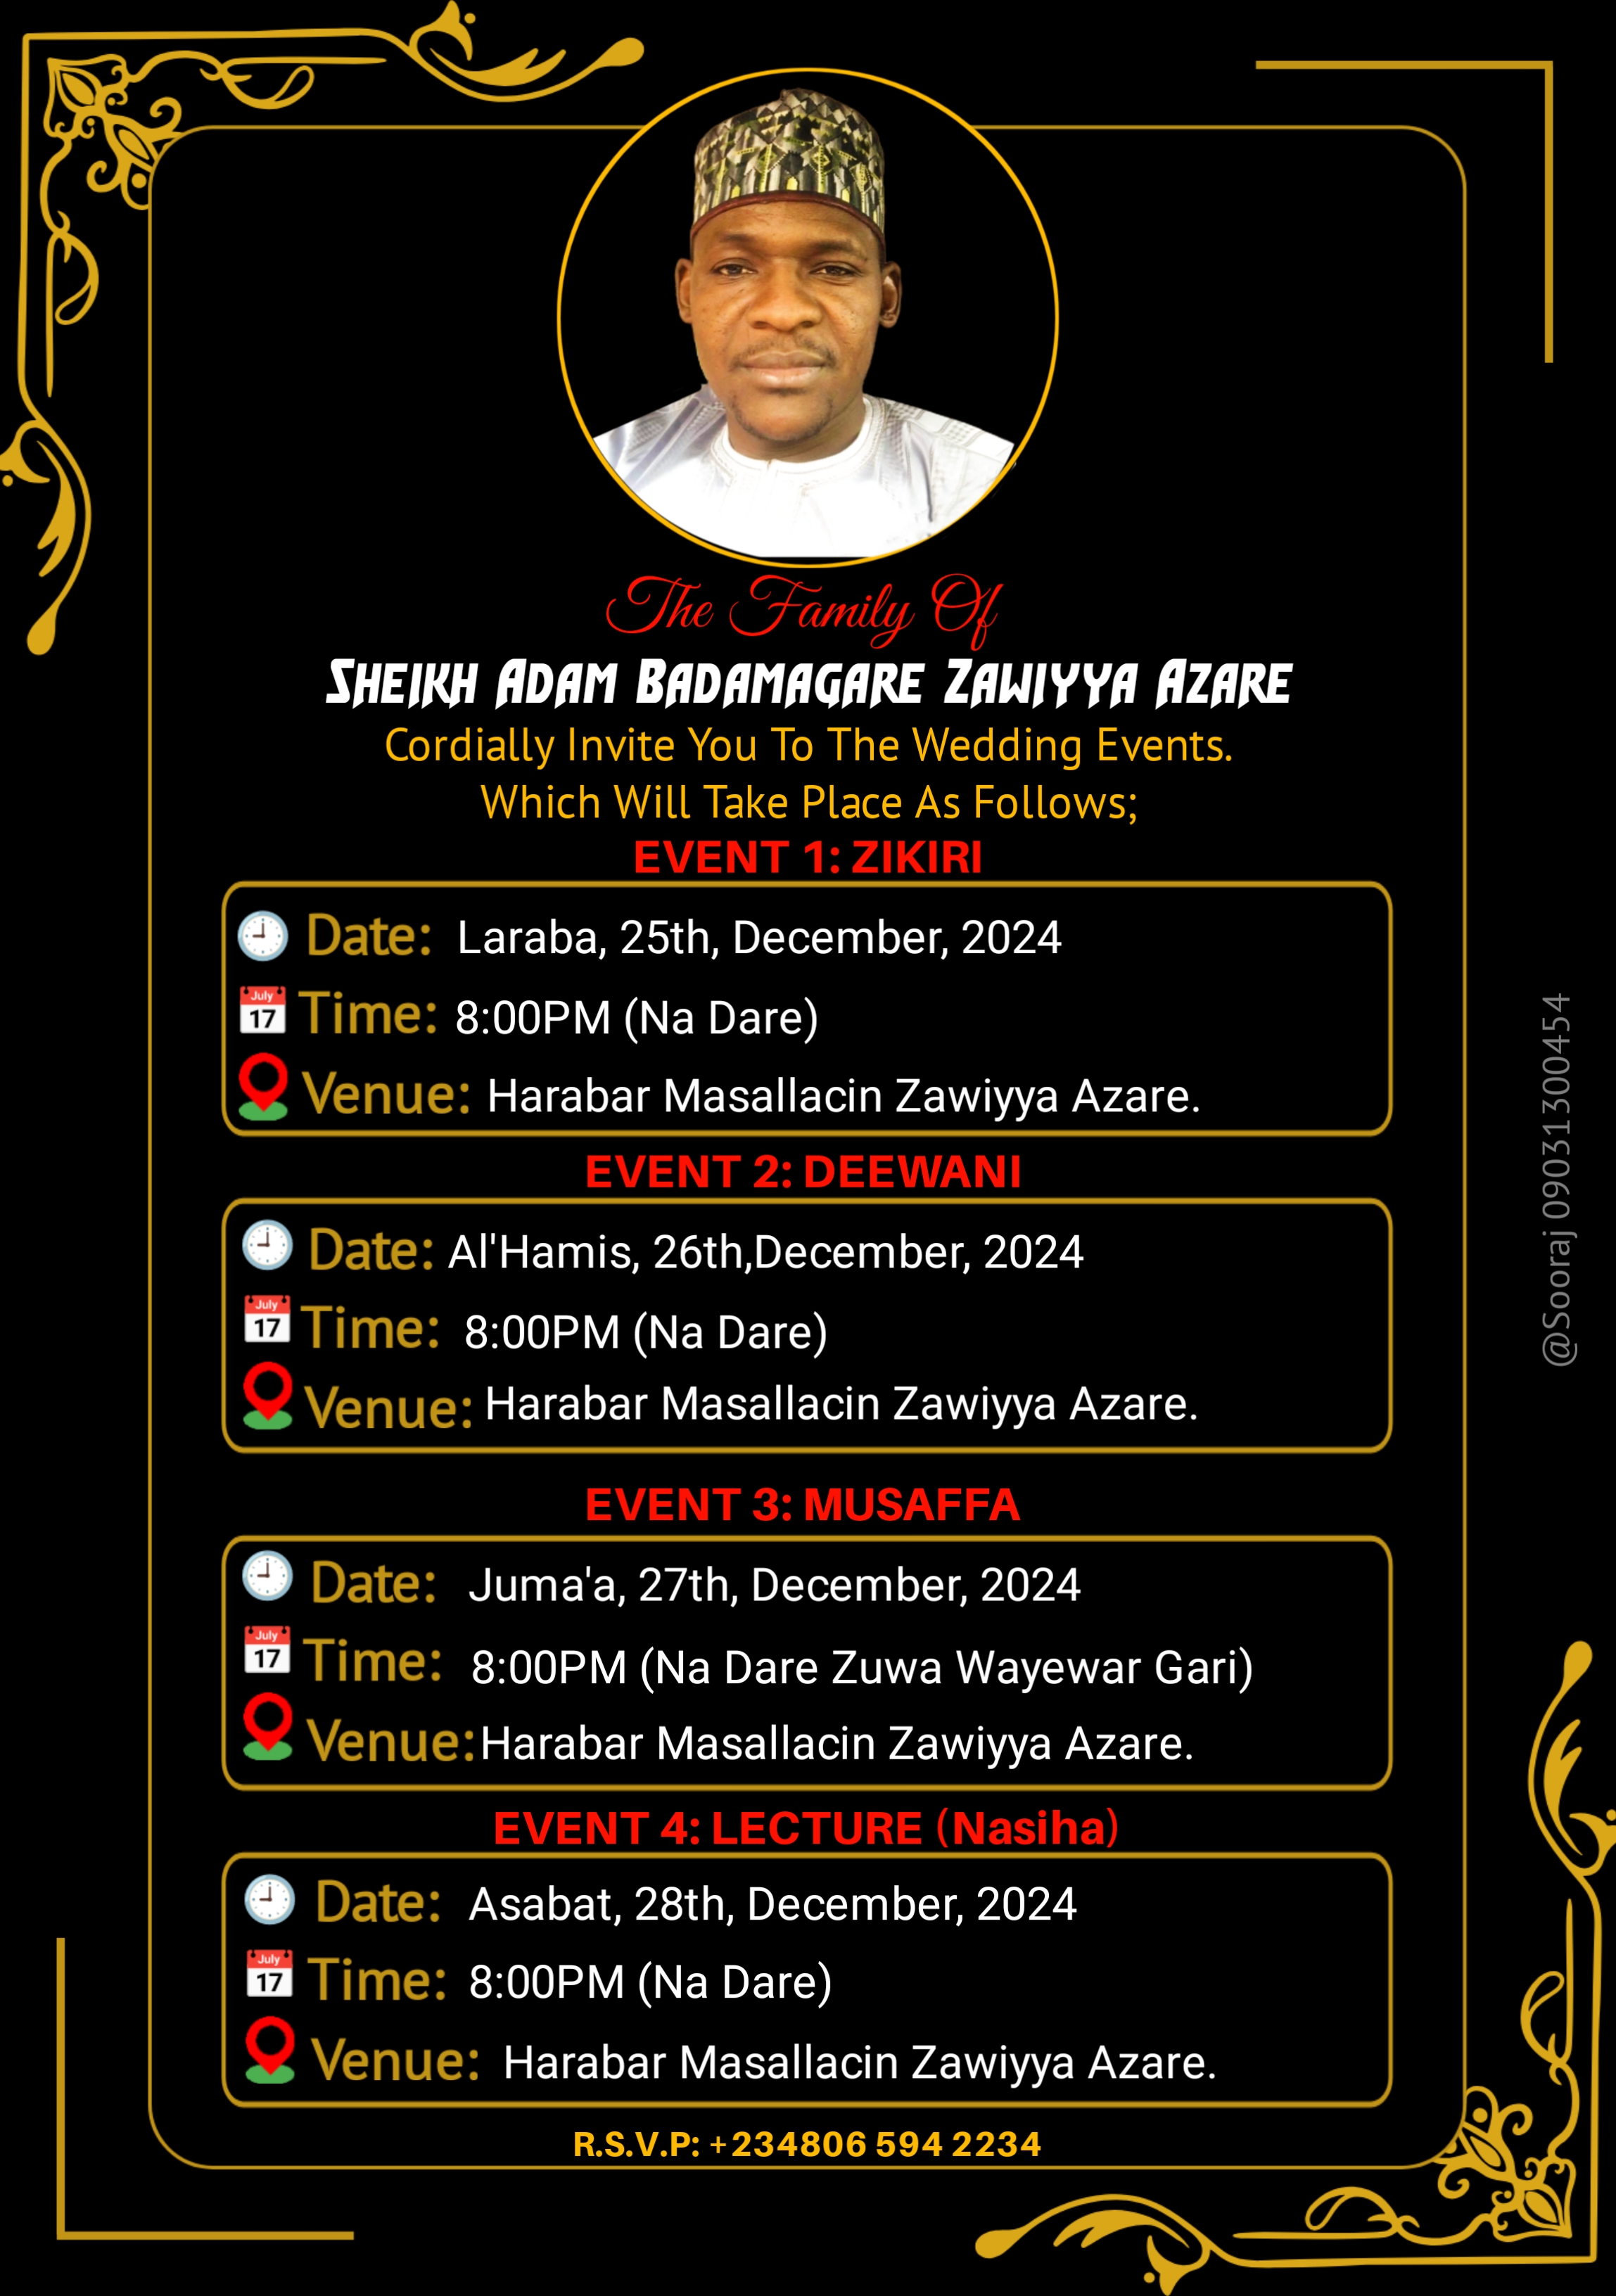 The Family Of
Sheikh Adam Badamagare Zawiyya Azare
Cordially Invite You To The Wedding Events.
Which Will Take Place As Follows;
EVENT 1: ZIKIRI
Date: Laraba, 25th, December, 2024
July 17
Time: 8:00PM (Na Dare)
Venue: Harabar Masallacin Zawiyya Azare.
EVENT 2: DEEWANI
Date: Al'Hamis, 26th,December, 2024
July 17
Time: 8:00PM (Na Dare)
Venue: Harabar Masallacin Zawiyya Azare.
EVENT 3: MUSAFFA
Date: Juma'a, 27th, December, 2024
July 17
Time: 8:00PM (Na Dare Zuwa Wayewar Gari)
Venue: Harabar Masallacin Zawiyya Azare.
EVENT 4: LECTURE (Nasiha)
Date: Asabat, 28th, December, 2024
July 17
Time: 8:00PM (Na Dare)
Venue: Harabar Masallacin Zawiyya Azare.
R.S.V.P: +234806 594 2234
@Sooraj 09031300454